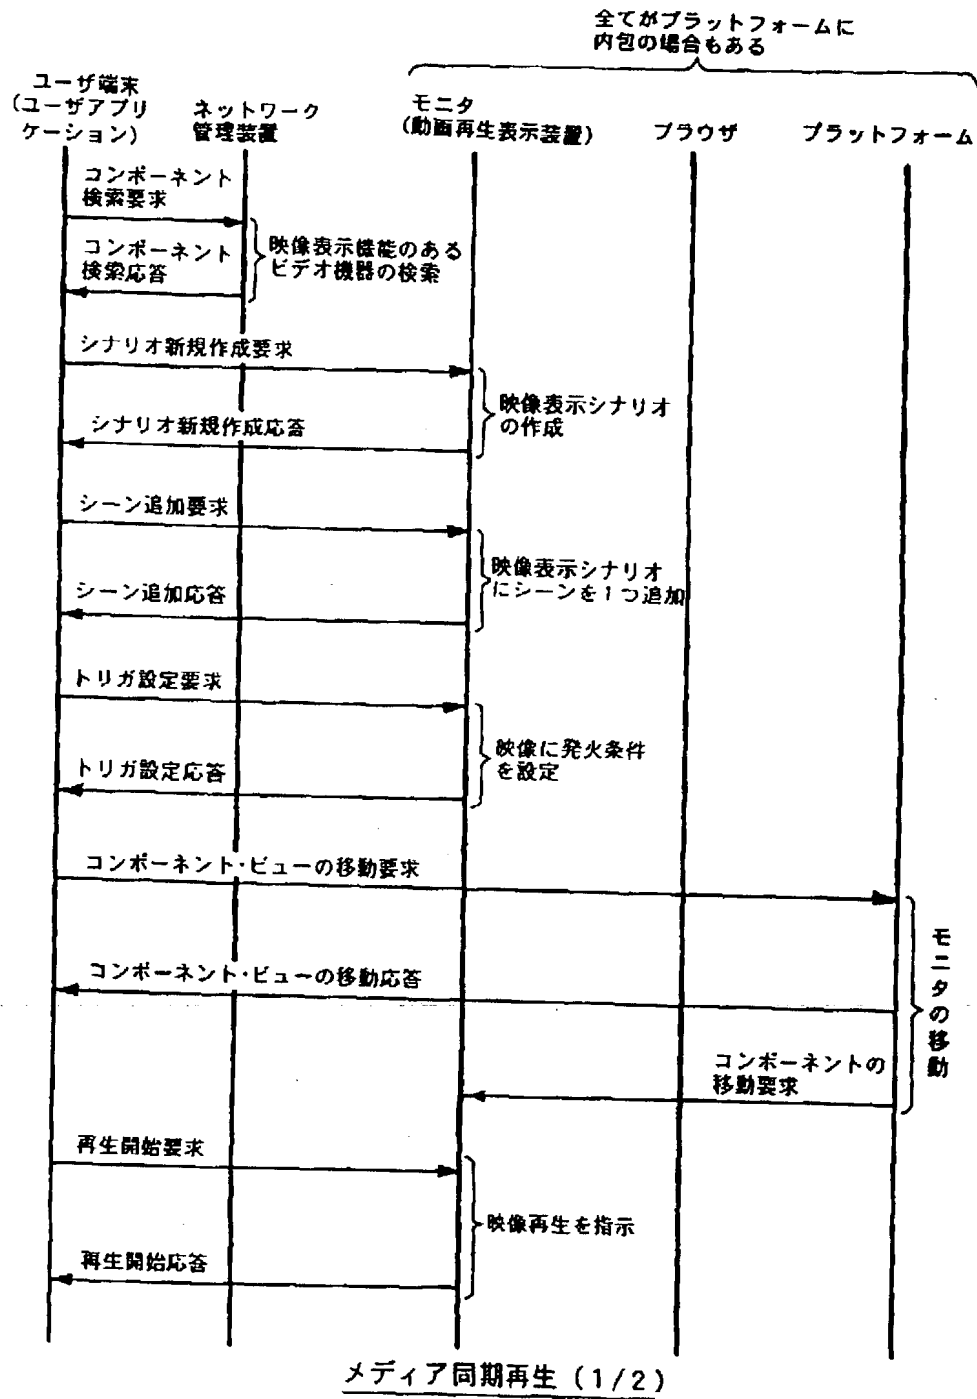 全てがプラットフォームに
内包の場合もある
ユーザ端末
(ユーザアプリ
ケーション)
ネットワーク
管理装置
モニタ
(動画再生表示装置)
ブラウザ
プラットフォーム
コンポーネント
検索要求
コンポーネント
検索応答
映像表示機能のある
ビデオ機器の検索
シナリオ新規作成要求
シナリオ新規作成応答
映像表示シナリオ
の作成
シーン追加要求
シーン追加応答
映像表示シナリオ
にシーンを1つ追加
トリガ設定要求
トリガ設定応答
映像に発火条件
を設定
コンポーネント・ビューの移動要求
コンポーネント・ビューの移動応答
コンポーネントの
移動要求
モニタの移動
再生開始要求
再生開始応答
映像再生を指示
メディア同期再生 (1/2)